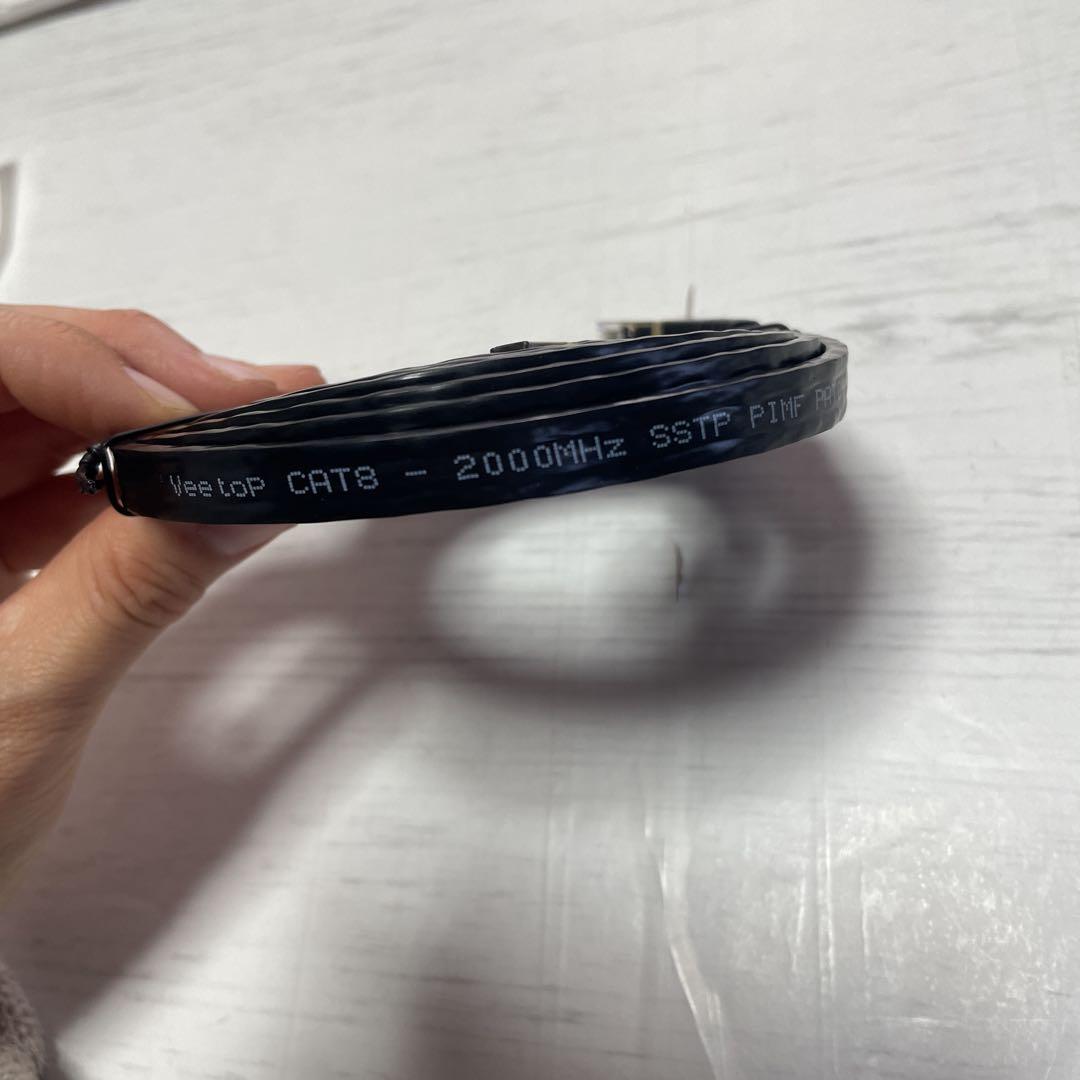 VeetoP CAT8 - 2000MHz SSTP PIMF